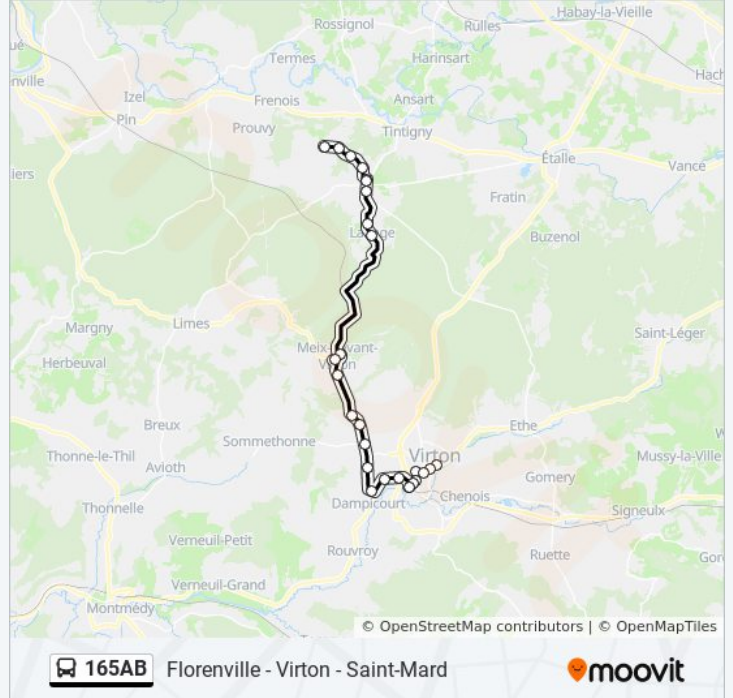 Habay-la-Vieille
Rossignol
Rulles
Termes
Harinsart
nville
Hach
Izel
Frenois
Ansart
Pin
Prouvy
Tintigny
Étalle
Vance
iers
Fratin
Buzenol
Limes
Margny
Saint-Léger
Meix-devant-
Virton
Herbeuval
Breux
Ethe
Sommethonne
Virton
Thonne-le-Thil
Mussy-la-Ville
Avioth
Gomery
Chenois
Dampicourt
Signeulx
Thonnelle
Verneuil-Petit
Rouvroy
Ruette
Gor
Verneuil-Grand
Montmédy
© OpenStreetMap contributors | © OpenMapTiles
165AB Florenville - Virton - Saint-Mard moovit